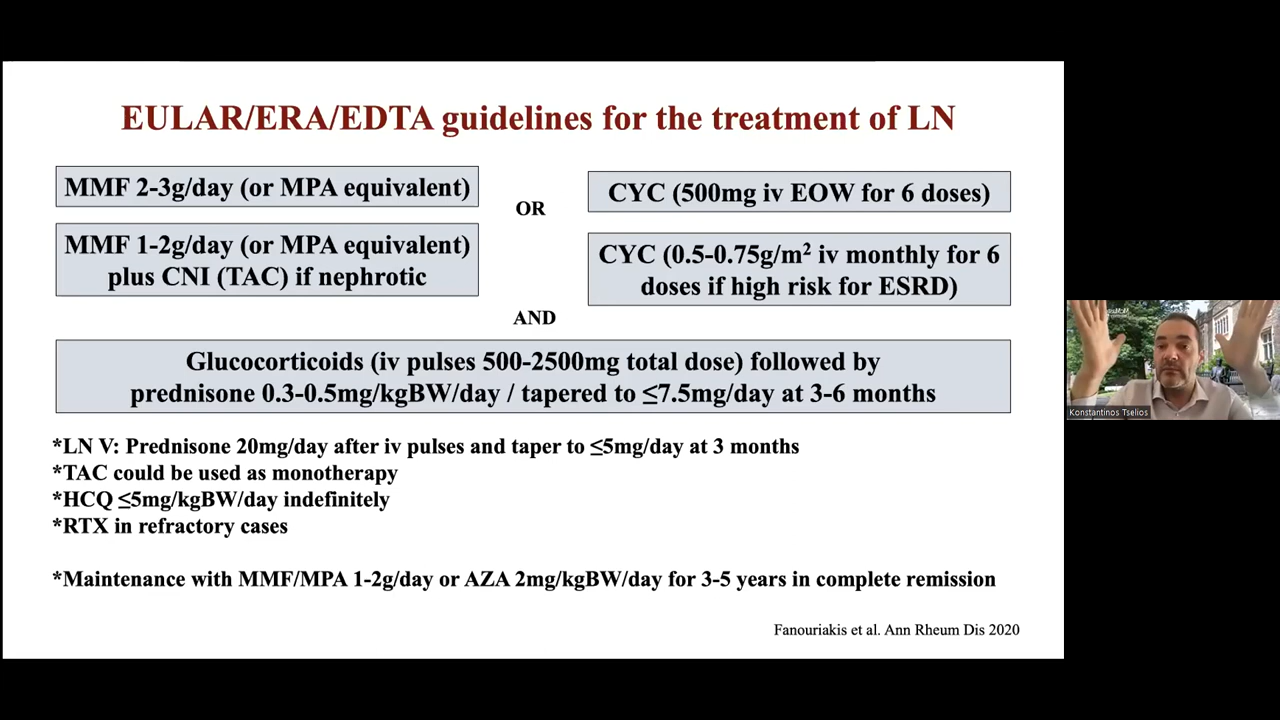 EULAR/ERA/EDTA guidelines for the treatment of LN
MMF 2-3g/day (or MPA equivalent)
OR
CYC (500mg iv EOW for 6 doses)
MMF 1-2g/day (or MPA equivalent)
plus CNI (TAC) if nephrotic
CYC (0.5-0.75g/m² iv monthly for 6
doses if high risk for ESRD)
AND
Glucocorticoids (iv pulses 500-2500mg total dose) followed by
prednisone 0.3-0.5mg/kgBW/day / tapered to ≤7.5mg/day at 3-6 months
*LN V: Prednisone 20mg/day after iv pulses and taper to ≤5mg/day at 3 months
*TAC could be used as monotherapy
*HCQ ≤5mg/kgBW/day indefinitely
*RTX in refractory cases
*Maintenance with MMF/MPA 1-2g/day or AZA 2mg/kgBW/day for 3-5 years in complete remission
Fanouriakis et al. Ann Rheum Dis 2020
Konstantinos Tselios